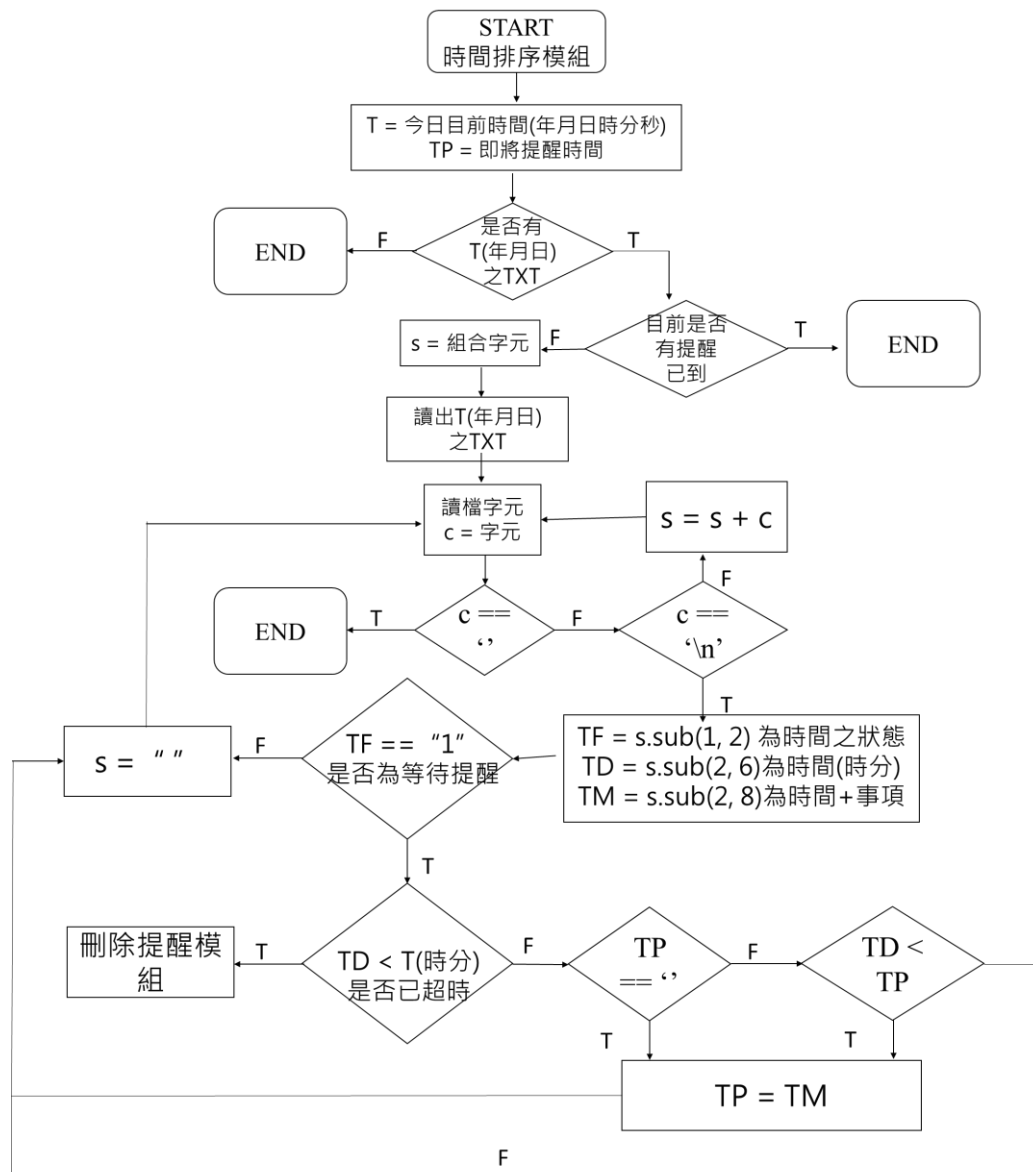 START
時間排序模組
T = 今日目前時間(年月日時分秒)
TP = 即將提醒時間
是否有
T(年月日)
之TXT
F
T
END
目前是否
有提醒
已到
F
T
s = 組合字元
END
讀出T(年月日)
之TXT
讀檔字元
c = 字元
s = s + c
F
c ==
‘’
T
F
END
c ==
‘\n’
T
TF = s.sub(1, 2) 為時間之狀態
TD = s.sub(2, 6)為時間(時分)
TM = s.sub(2, 8)為時間+事項
TF == “1”
是否為等待提醒
F
s = “ ”
T
TD < T(時分)
是否已超時
T
刪除提醒模
組
F
TP
== ‘’
F
TD <
TP
T
T
TP = TM
F